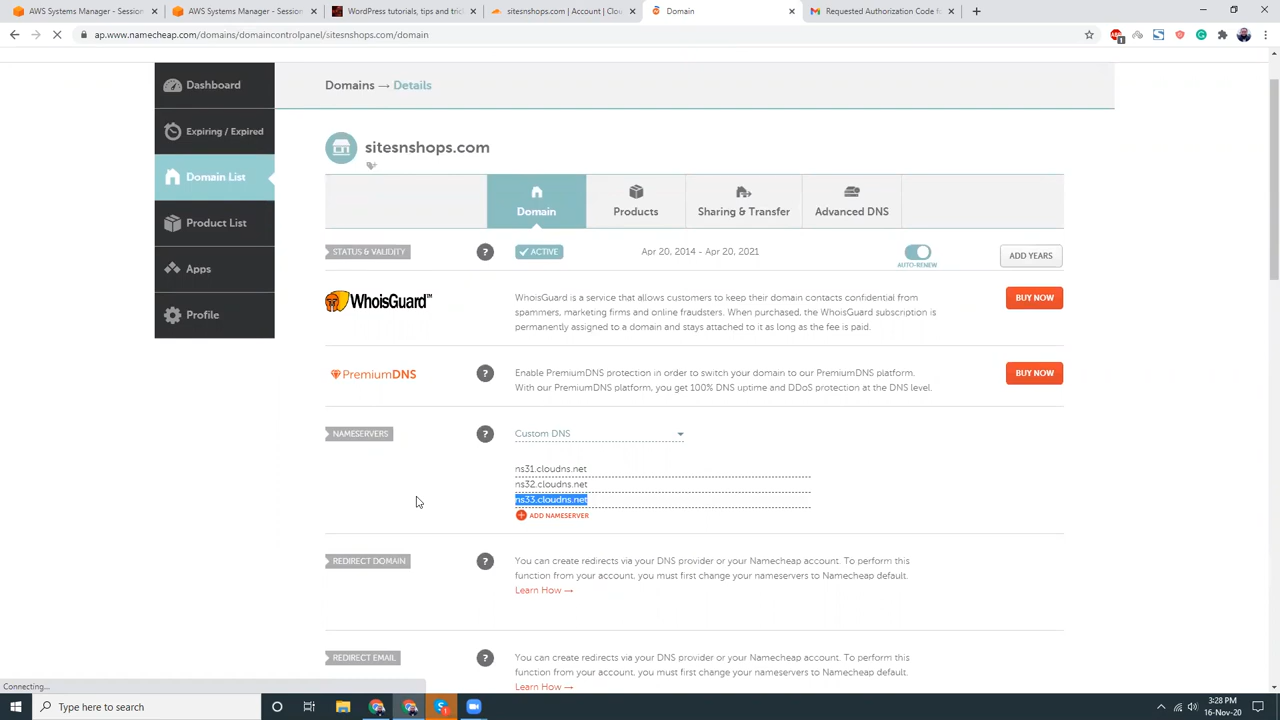 AWS Systems Manager - Session
AWS Systems Manager - Session
WordPress tutorials, tips and tric
sitesnshops.com | Account | Clou
Domain
Requested Authorization Code fo
ap.www.namecheap.com/domains/domaincontrolpanel/sitesnshops.com/domain
Dashboard
Expiring / Expired
Domain List
Product List
Apps
Profile
Domains → Details
sitesnshops.com
Domain
Products
Sharing & Transfer
Advanced DNS
STATUS & VALIDITY
?
ACTIVE
Apr 20, 2014 - Apr 20, 2021
AUTO-RENEW
ADD YEARS
WhoisGuard™
WhoisGuard is a service that allows customers to keep their domain contacts confidential from
spammers, marketing firms and online fraudsters. When purchased, the WhoisGuard subscription is
permanently assigned to a domain and stays attached to it as long as the fee is paid.
BUY NOW
PremiumDNS
?
Enable PremiumDNS protection in order to switch your domain to our PremiumDNS platform.
With our PremiumDNS platform, you get 100% DNS uptime and DDoS protection at the DNS level.
BUY NOW
NAMESERVERS
?
Custom DNS
ns31.cloudns.net
ns32.cloudns.net
ns33.cloudns.net
ADD NAMESERVER
REDIRECT DOMAIN
?
You can create redirects via your DNS provider or your Namecheap account. To perform this
function from your account, you must first change your nameservers to Namecheap default.
Learn How →
REDIRECT EMAIL
?
You can create redirects via your DNS provider or your Namecheap account. To perform this
function from your account, you must first change your nameservers to Namecheap default.
Learn How →
Connecting...
Type here to search
3:28 PM
16-Nov-20